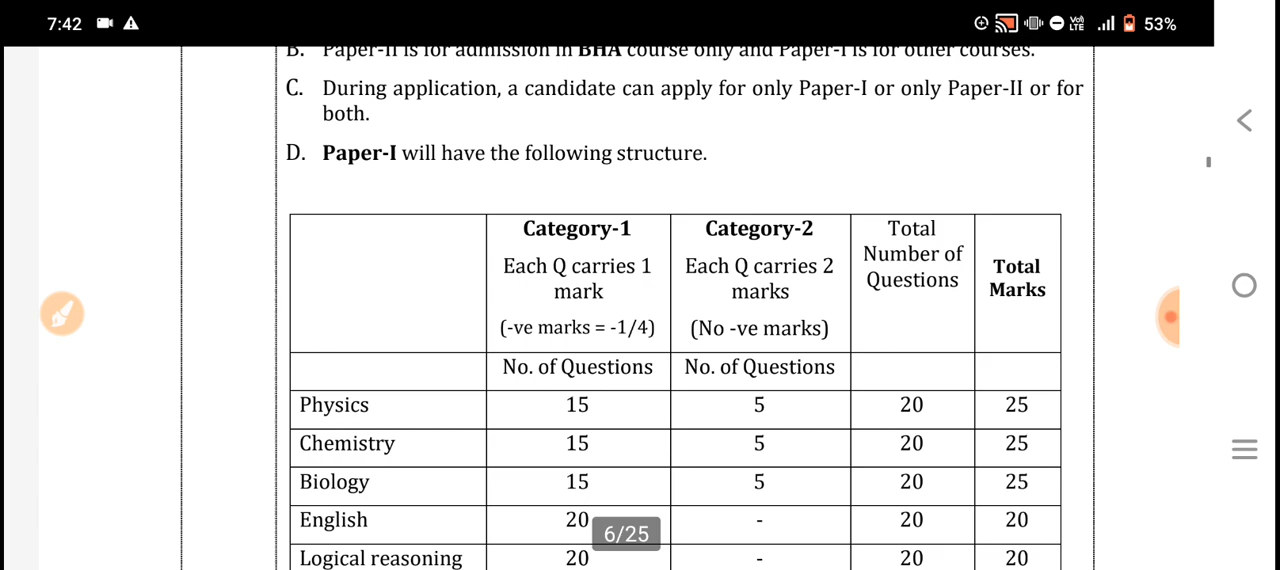 7:42 53%
B. Paper-II is for admission in BHA course only and Paper-I is for other courses.
C. During application, a candidate can apply for only Paper-I or only Paper-II or for
both.
D. Paper-I will have the following structure.
Category-1 Category-2 Total
Number of
Questions Total
Marks
Each Q carries 1
mark Each Q carries 2
marks
(-ve marks = -1/4) (No -ve marks)
No. of Questions No. of Questions
Physics 15 5 20 25
Chemistry 15 5 20 25
Biology 15 5 20 25
English 20 - 20 20
6/25
Logical reasoning 20 - 20 20